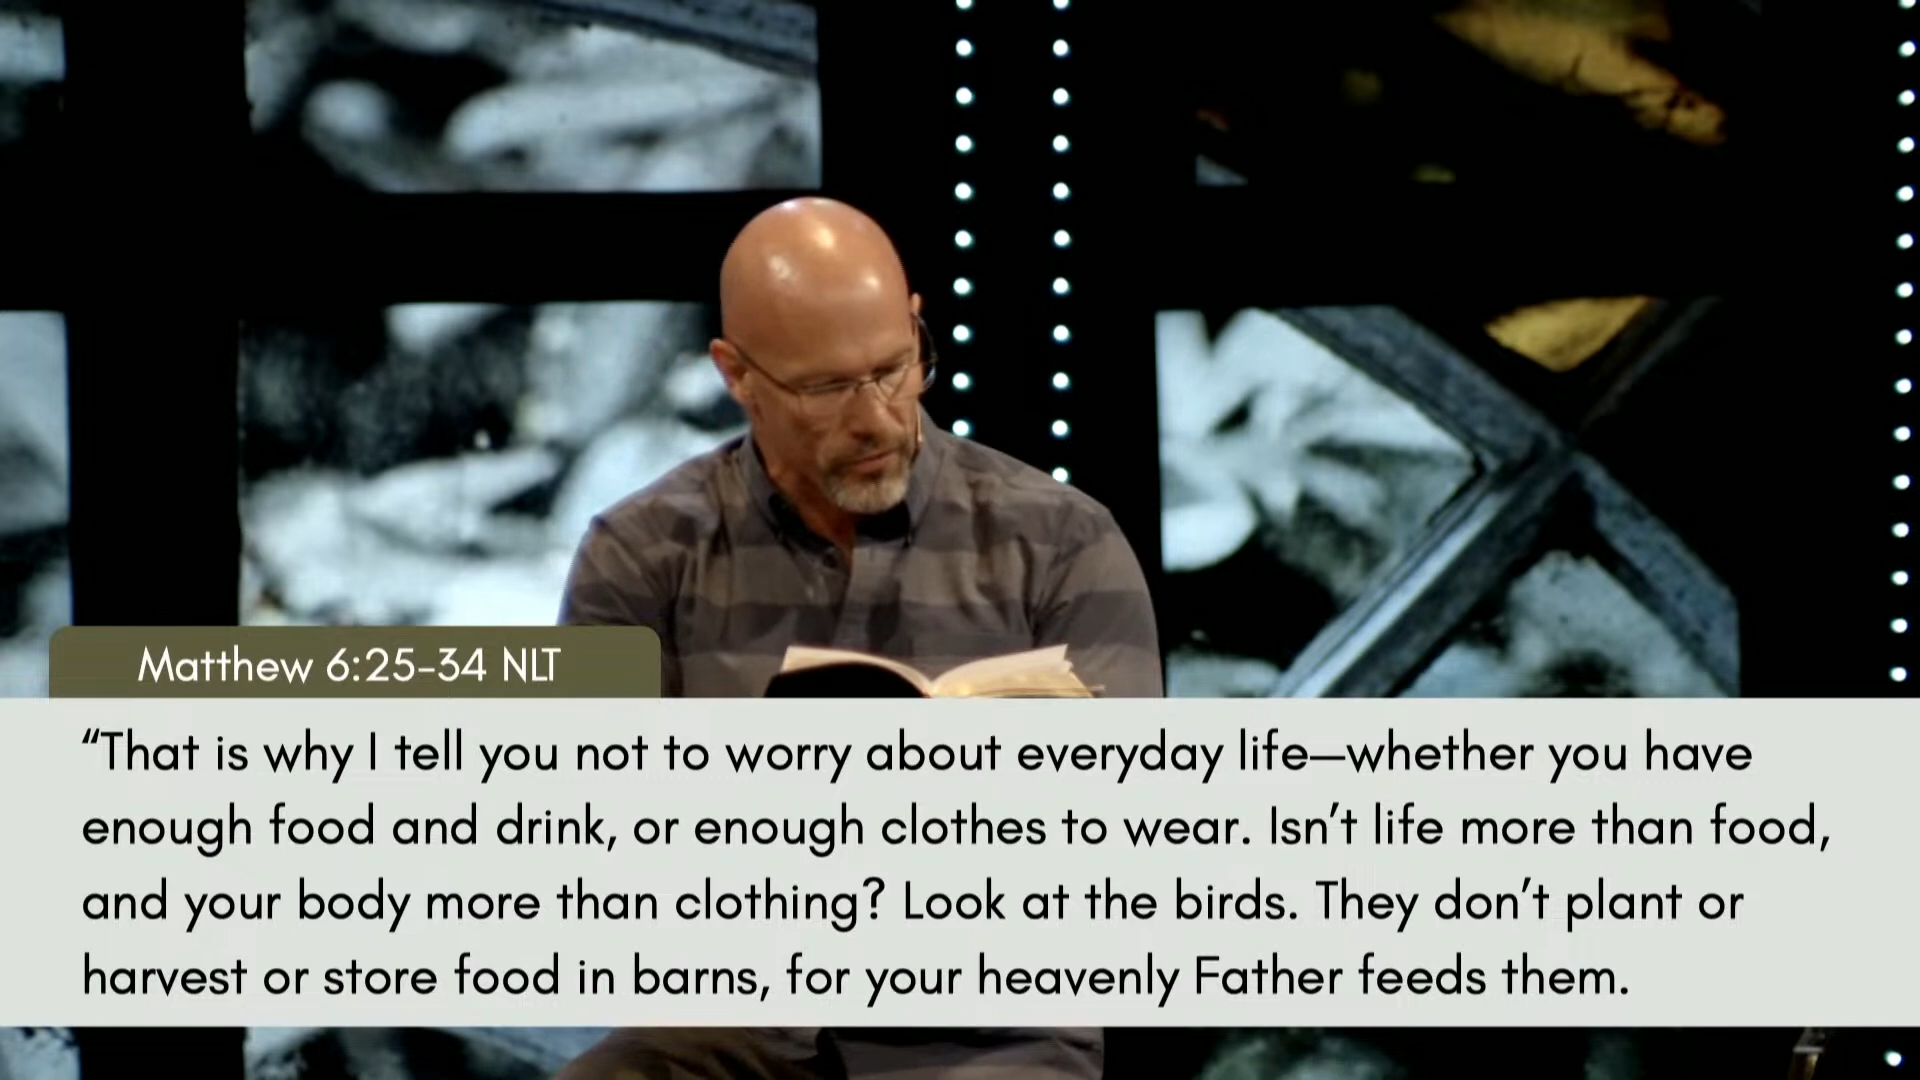 Matthew 6:25-34 NLT
“That is why I tell you not to worry about everyday life—whether you have
enough food and drink, or enough clothes to wear. Isn’t life more than food,
and your body more than clothing? Look at the birds. They don’t plant or
harvest or store food in barns, for your heavenly Father feeds them.